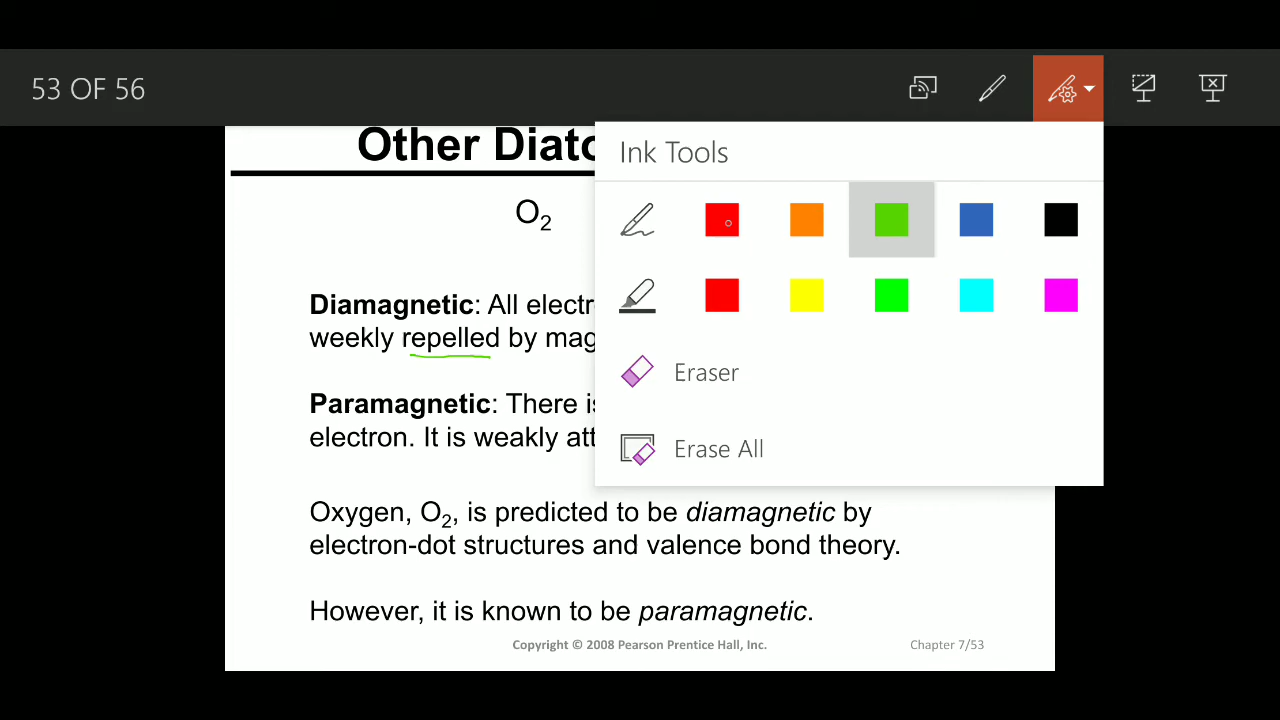 53 OF 56
Other Diato
Ink Tools
O2
Diamagnetic: All electr
weekly repelled by mag
Eraser
Paramagnetic: There i
electron. It is weakly att
Erase All
Oxygen, O2, is predicted to be diamagnetic by
electron-dot structures and valence bond theory.
However, it is known to be paramagnetic.
Copyright © 2008 Pearson Prentice Hall, Inc.
Chapter 7/53